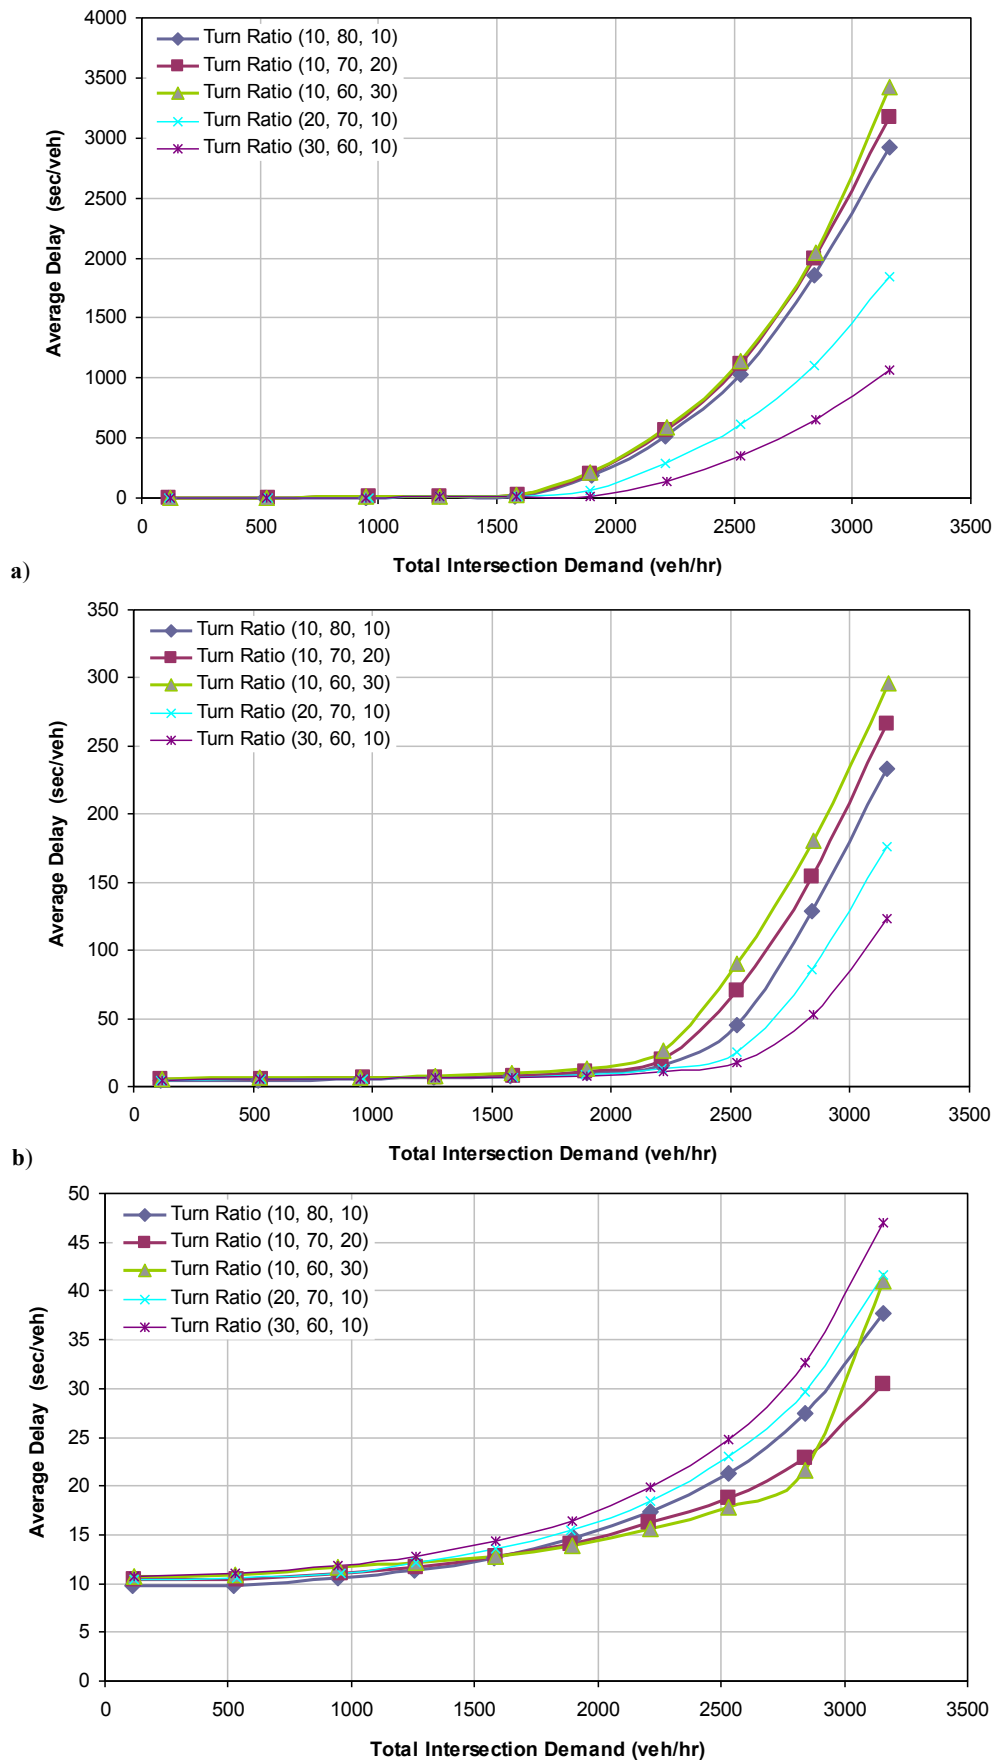 4000
3500
3000
2500
2000
1500
1000
500
0
Average Delay (sec/veh)
Turn Ratio (10, 80, 10)
Turn Ratio (10, 70, 20)
Turn Ratio (10, 60, 30)
Turn Ratio (20, 70, 10)
Turn Ratio (30, 60, 10)
0 500 1000 1500 2000 2500 3000 3500
Total Intersection Demand (veh/hr)
a)
350
300
250
200
150
100
50
0
Average Delay (sec/veh)
Turn Ratio (10, 80, 10)
Turn Ratio (10, 70, 20)
Turn Ratio (10, 60, 30)
Turn Ratio (20, 70, 10)
Turn Ratio (30, 60, 10)
0 500 1000 1500 2000 2500 3000 3500
Total Intersection Demand (veh/hr)
b)
50
45
40
35
30
25
20
15
10
5
0
Average Delay (sec/veh)
Turn Ratio (10, 80, 10)
Turn Ratio (10, 70, 20)
Turn Ratio (10, 60, 30)
Turn Ratio (20, 70, 10)
Turn Ratio (30, 60, 10)
0 500 1000 1500 2000 2500 3000 3500
Total Intersection Demand (veh/hr)